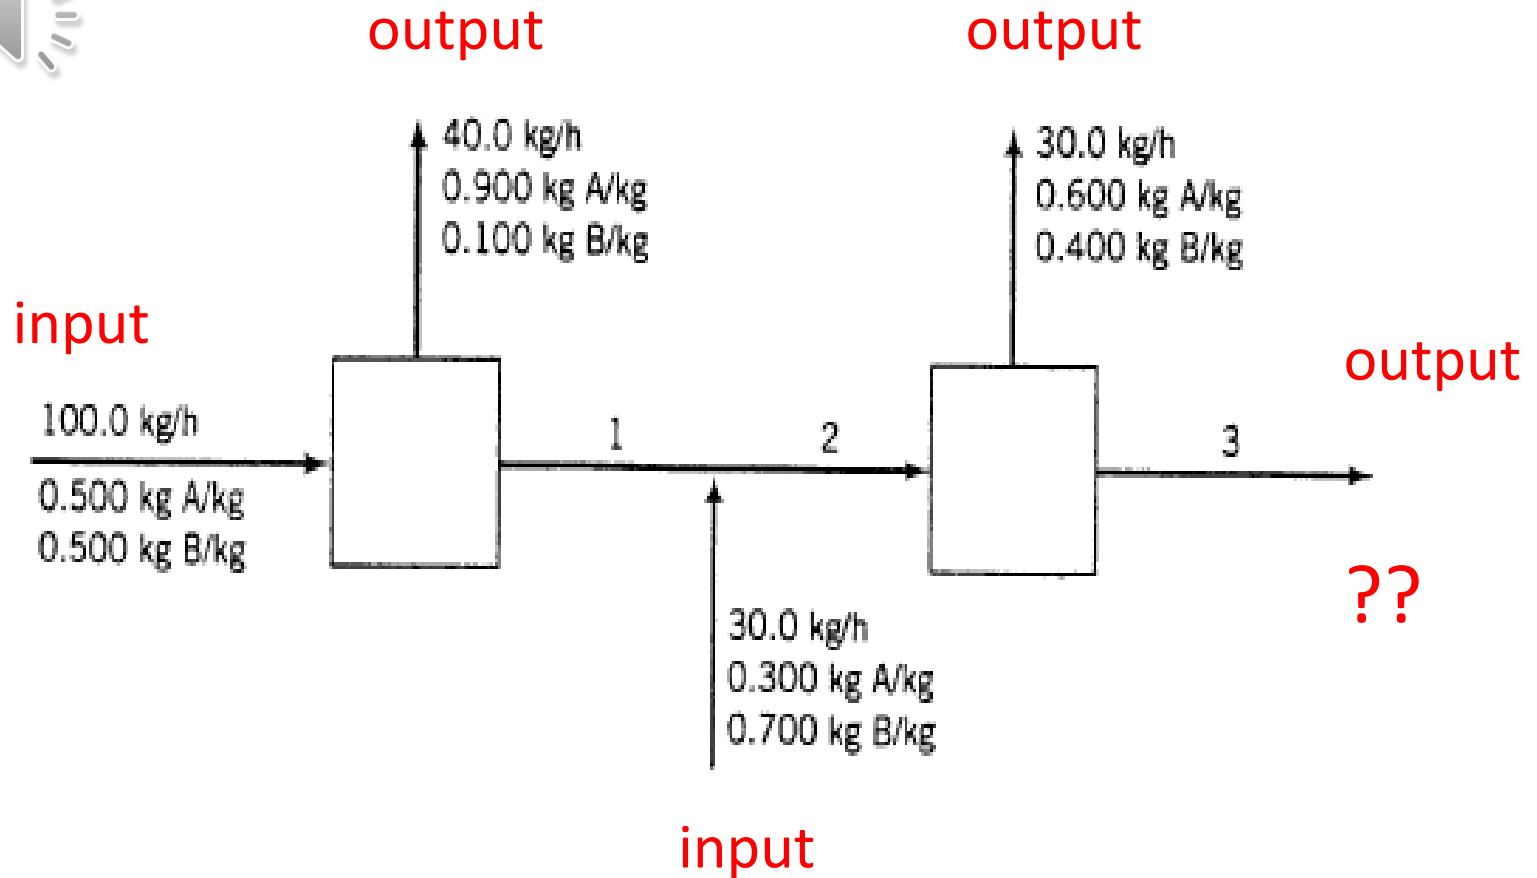 output
output
40.0 kg/h
0.900 kg A/kg
0.100 kg B/kg
30.0 kg/h
0.600 kg A/kg
0.400 kg B/kg
input
output
100.0 kg/h
0.500 kg A/kg
0.500 kg B/kg
1
2
3
??
30.0 kg/h
0.300 kg A/kg
0.700 kg B/kg
input